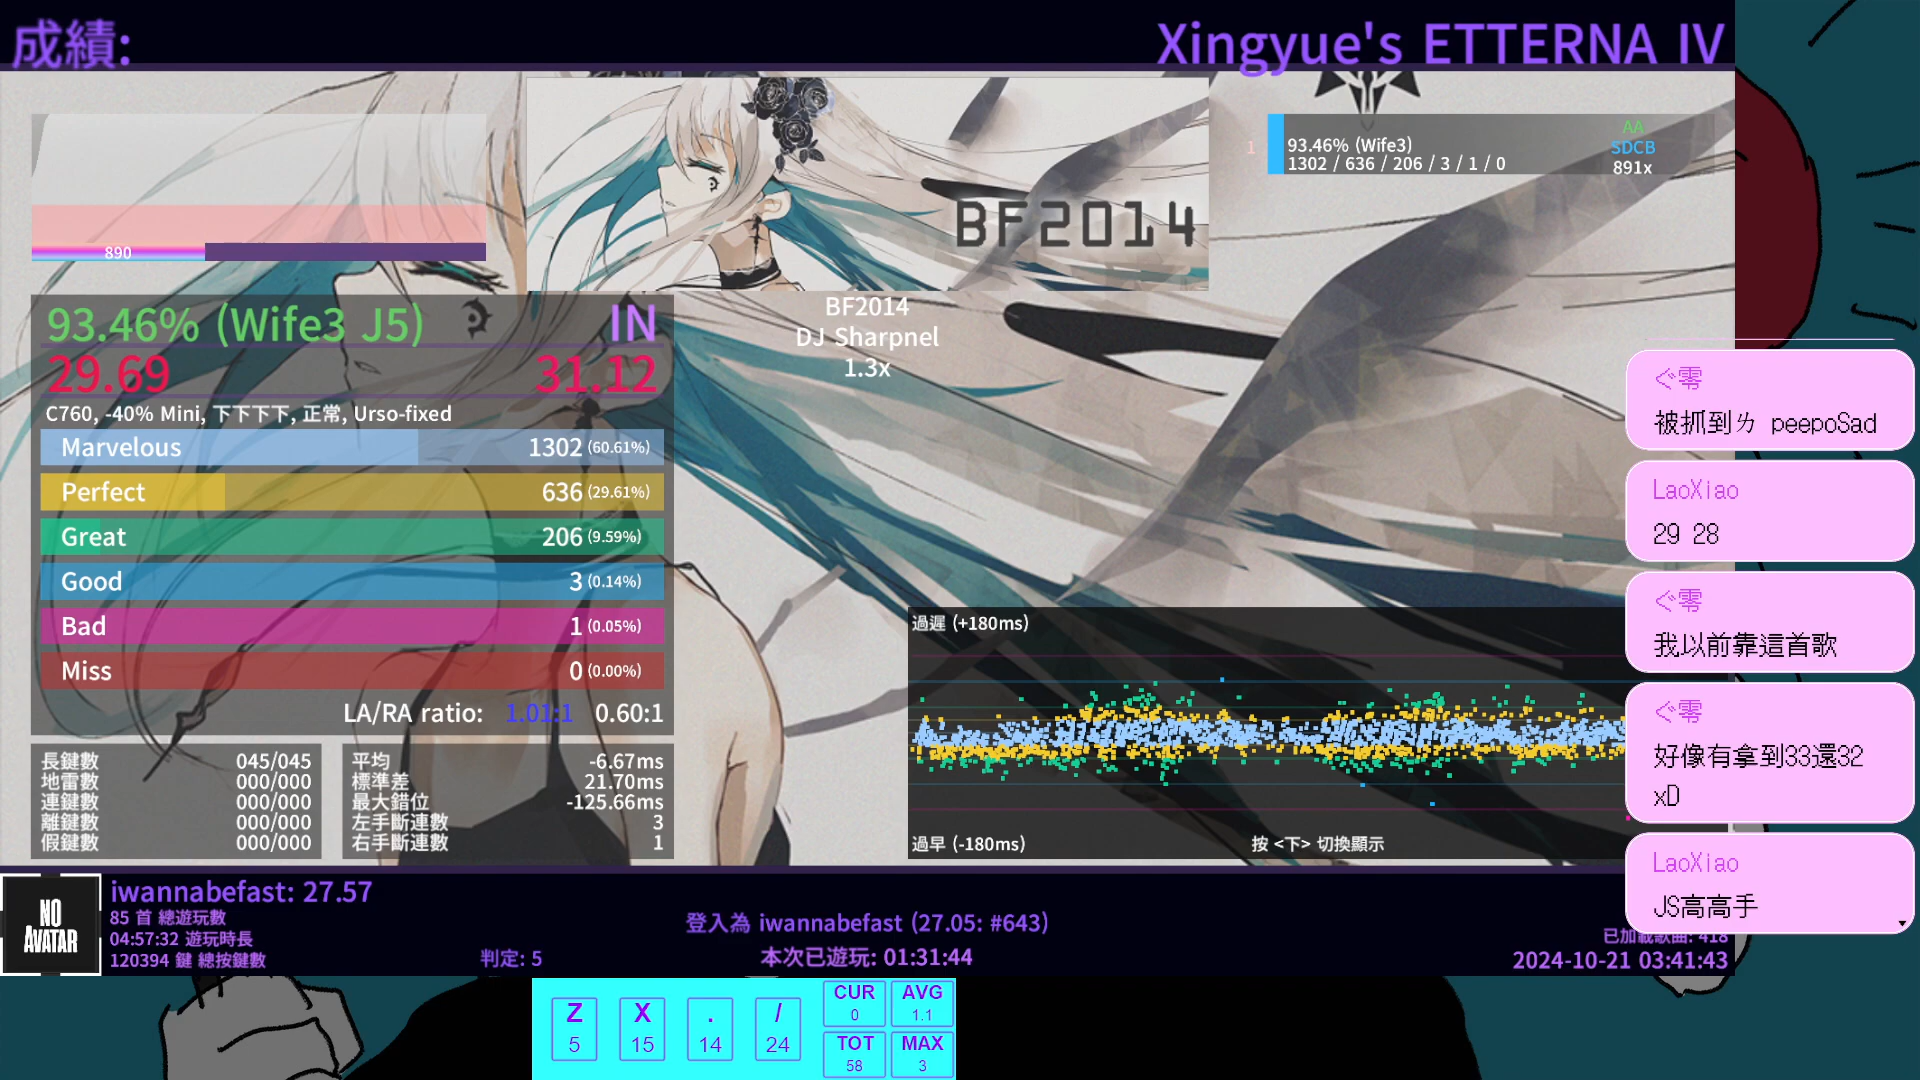 成績:
Xingyue's ETTERNA IV
890
BF2014
1
93.46% (Wife3)
1302 / 636 / 206 / 3 / 1 / 0
AA
SDCB
891x
93.46% (Wife3 J5)
IN
29.69
31.12
C760, -40% Mini, 下下下下, 正常, Urso-fixed
Marvelous 1302 (60.61%)
Perfect 636 (29.61%)
Great 206 (9.59%)
Good 3 (0.14%)
Bad 1 (0.05%)
Miss 0 (0.00%)
LA/RA ratio: 1.01:1 0.60:1
長鍵數 045/045
地雷數 000/000
連鍵數 000/000
離鍵數 000/000
假鍵數 000/000
平均 -6.67ms
標準差 21.70ms
最大錯位 -125.66ms
左手斷連數 3
右手斷連數 1
BF2014
DJ Sharpnel
1.3x
過遲 (+180ms)
過早 (-180ms)
按 <下> 切換顯示
ぐ零
被抓到ㄌ peepoSad
LaoXiao
29 28
ぐ零
我以前靠這首歌
ぐ零
好像有拿到33還32
xD
LaoXiao
JS高高手
NO
AVATAR
iwannabefast: 27.57
85 首 總遊玩數
04:57:32 遊玩時長
120394 鍵 總按鍵數
判定: 5
登入為 iwannabefast (27.05: #643)
本次已遊玩: 01:31:44
已加載歌曲: 418
2024-10-21 03:41:43
Z
5
X
15
.
14
/
24
CUR
0
AVG
1.1
TOT
58
MAX
3